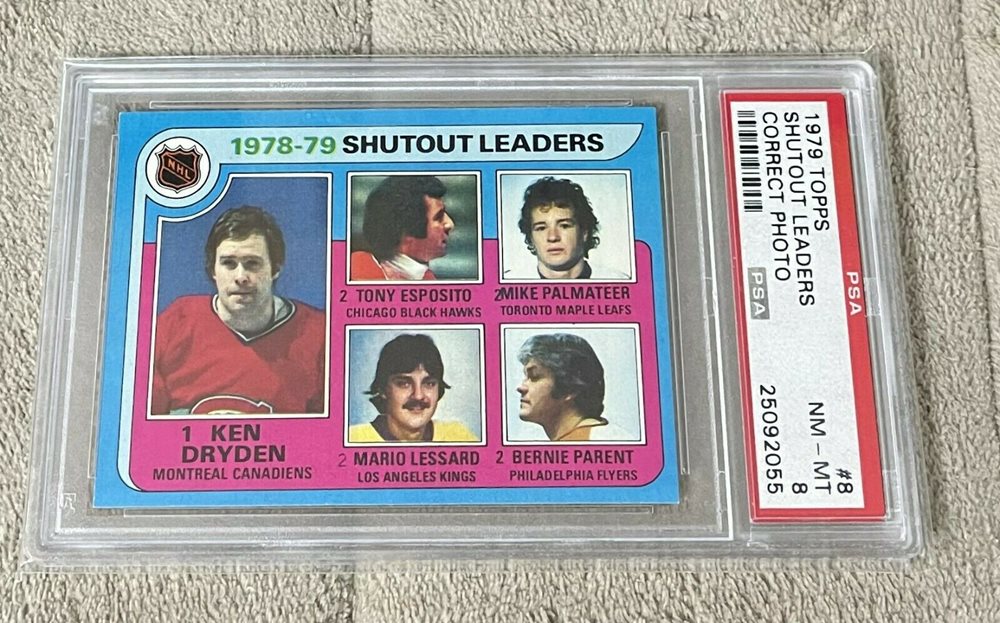 1978-79 SHUTOUT LEADERS
NHL
1 KEN
DRYDEN
MONTREAL CANADIENS
2 TONY ESPOSITO
CHICAGO BLACK HAWKS
2 MIKE PALMATEER
TORONTO MAPLE LEAFS
2 MARIO LESSARD
LOS ANGELES KINGS
2 BERNIE PARENT
PHILADELPHIA FLYERS
1979 TOPPS
SHUTOUT LEADERS
CORRECT PHOTO
#8
NM - MT
8
25092055
PSA
PSA